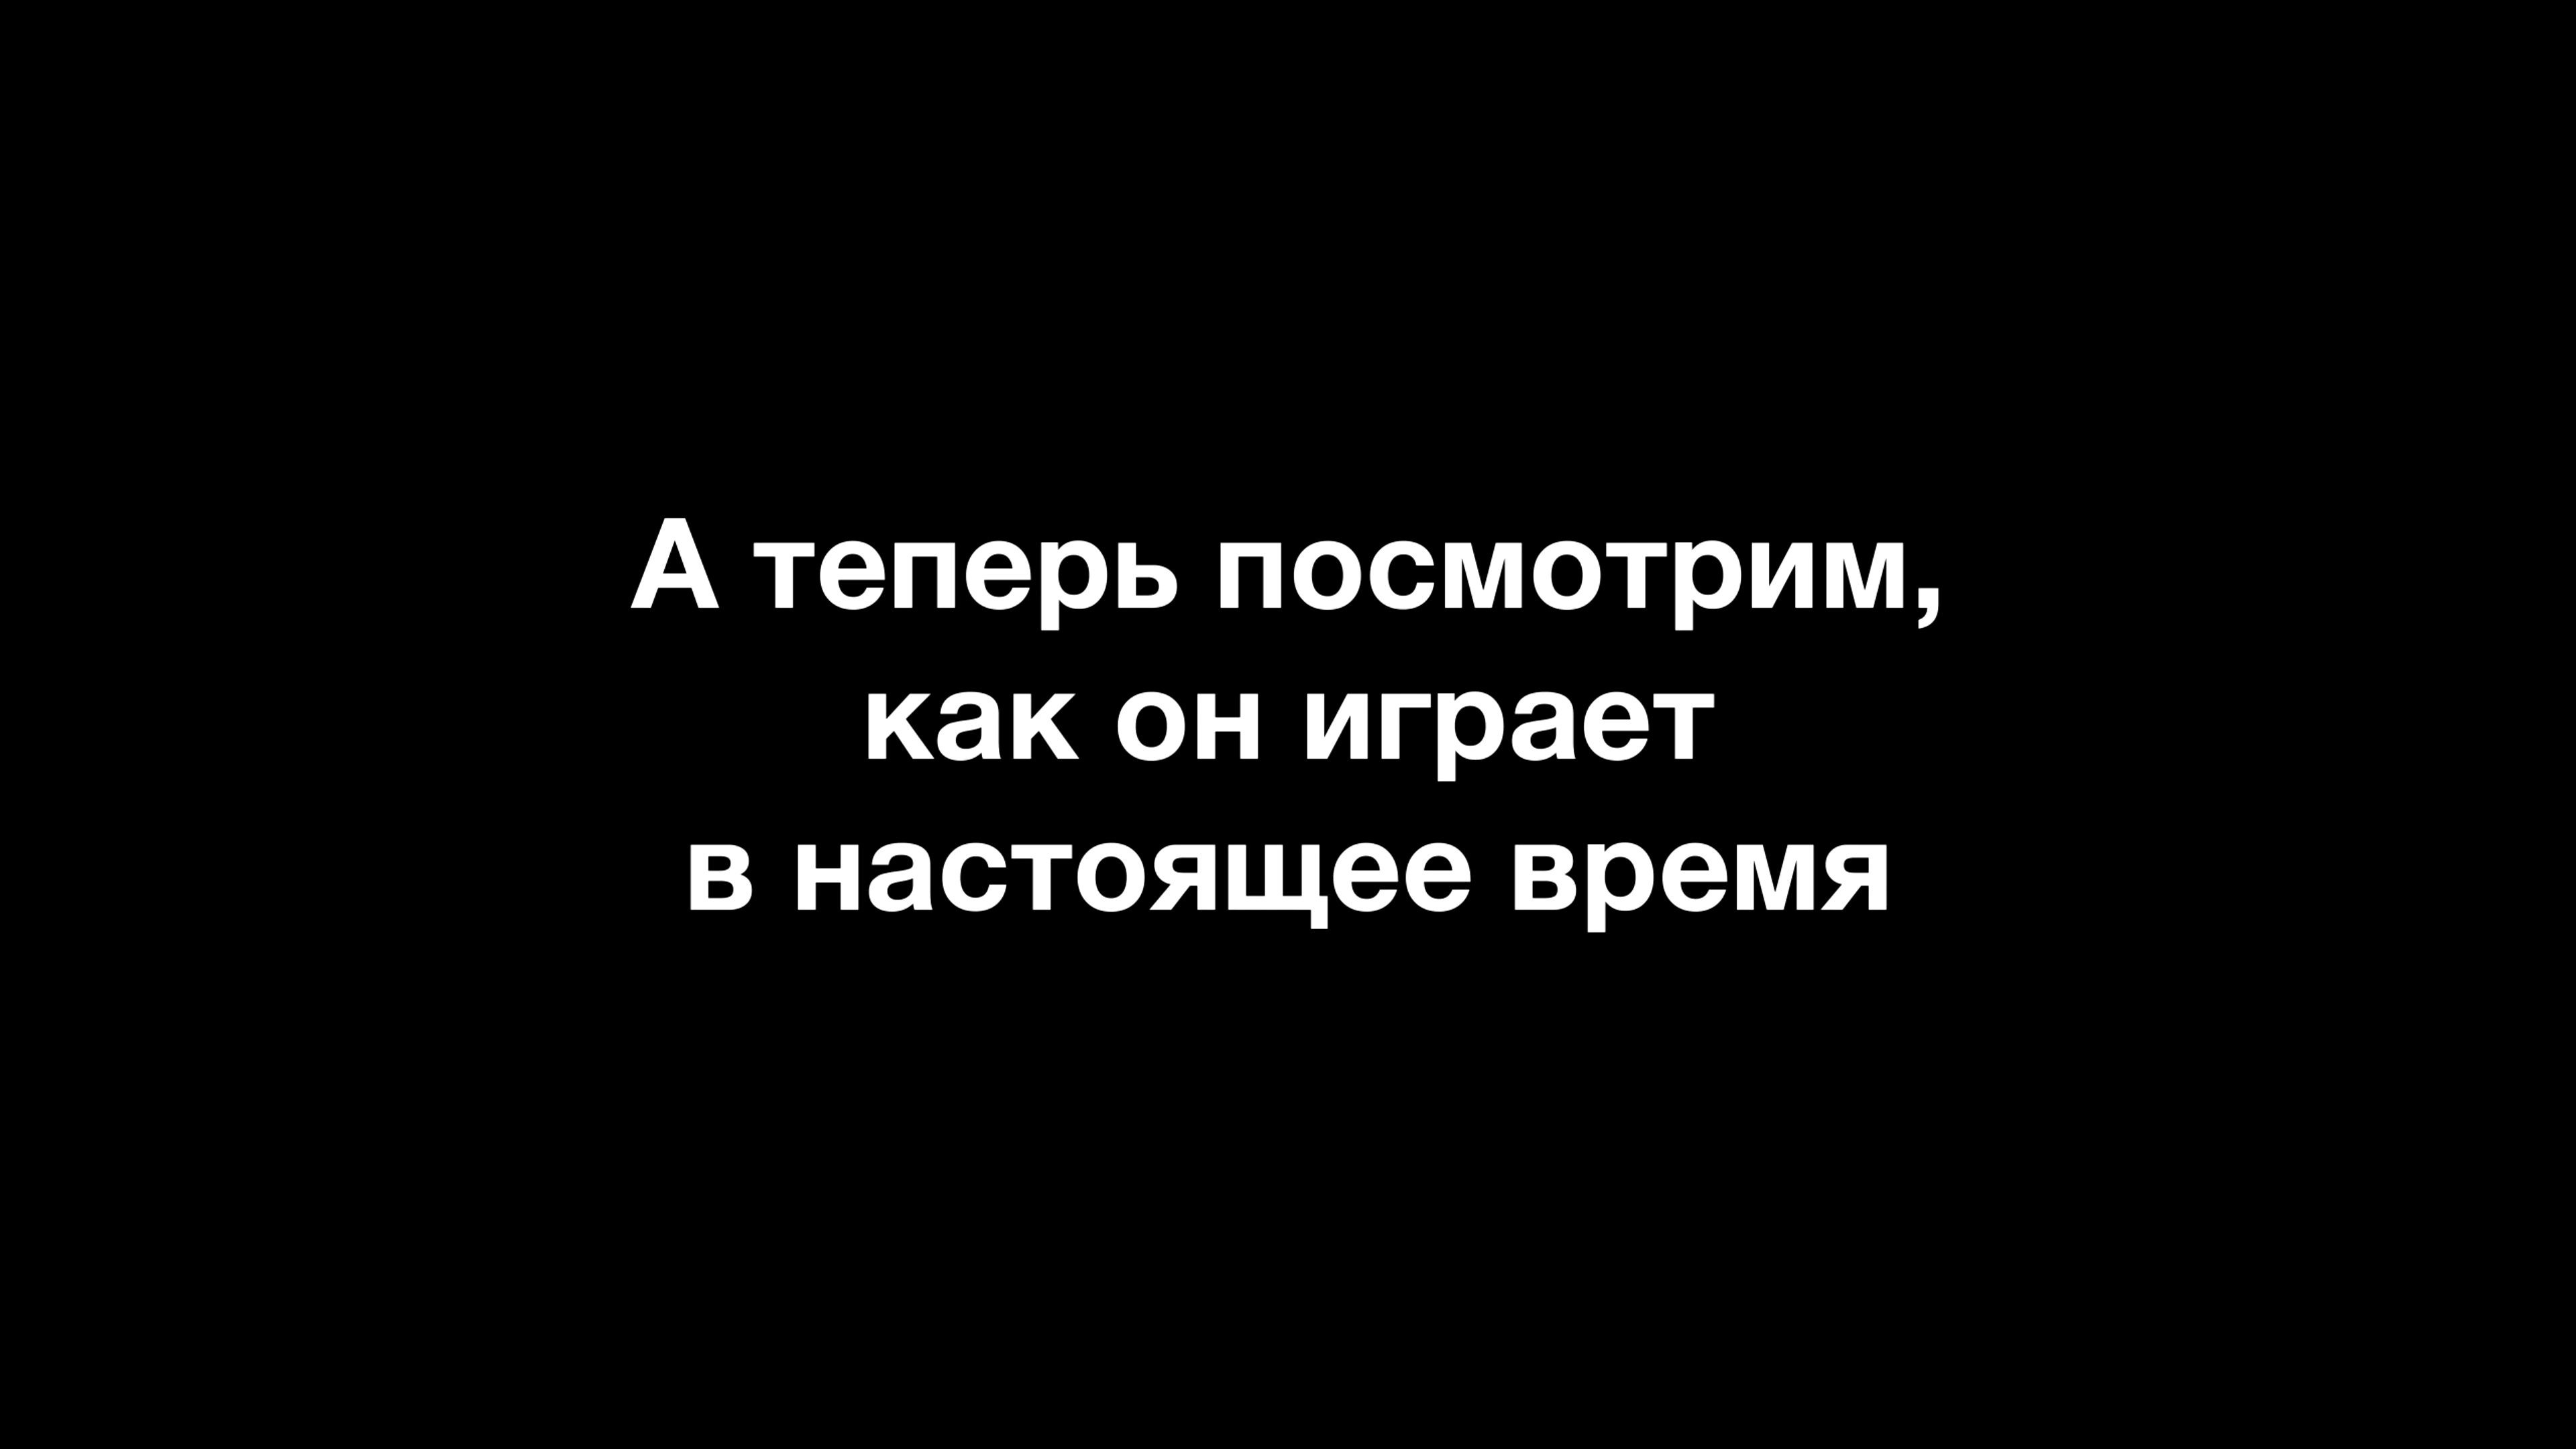 А теперь посмотрим,
как он играет
в настоящее время